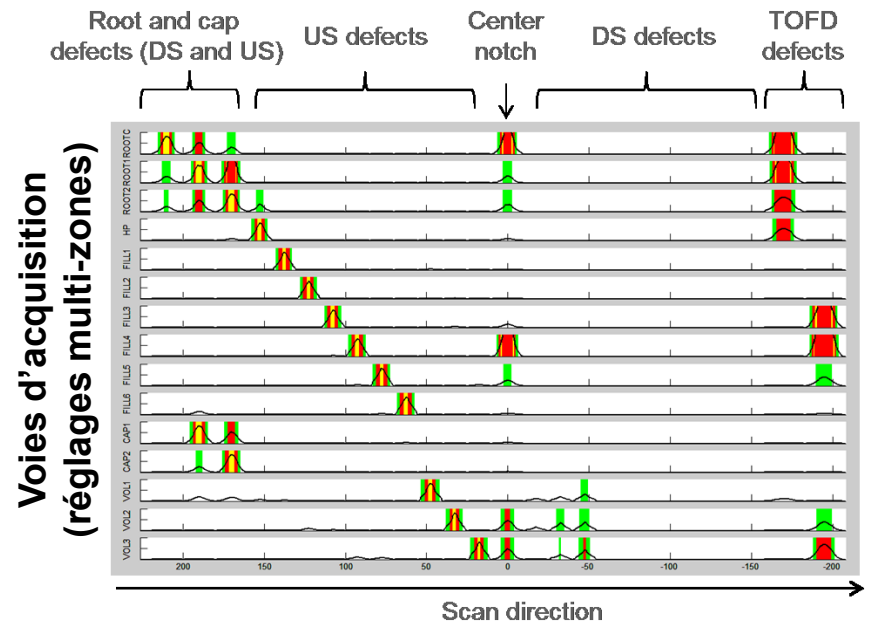 Root and cap
defects (DS and US)
US defects
Center
notch
DS defects
TOFD
defects
Voies d’acquisition
(réglages multi-zones)
ROOTC
ROOT1
ROOT2
HP
FILL1
FILL2
FILL3
FILL4
FILL5
FILL6
CAP1
CAP2
VOL1
VOL2
VOL3
200 150 100 50 0 -50 -100 -150 -200
Scan direction